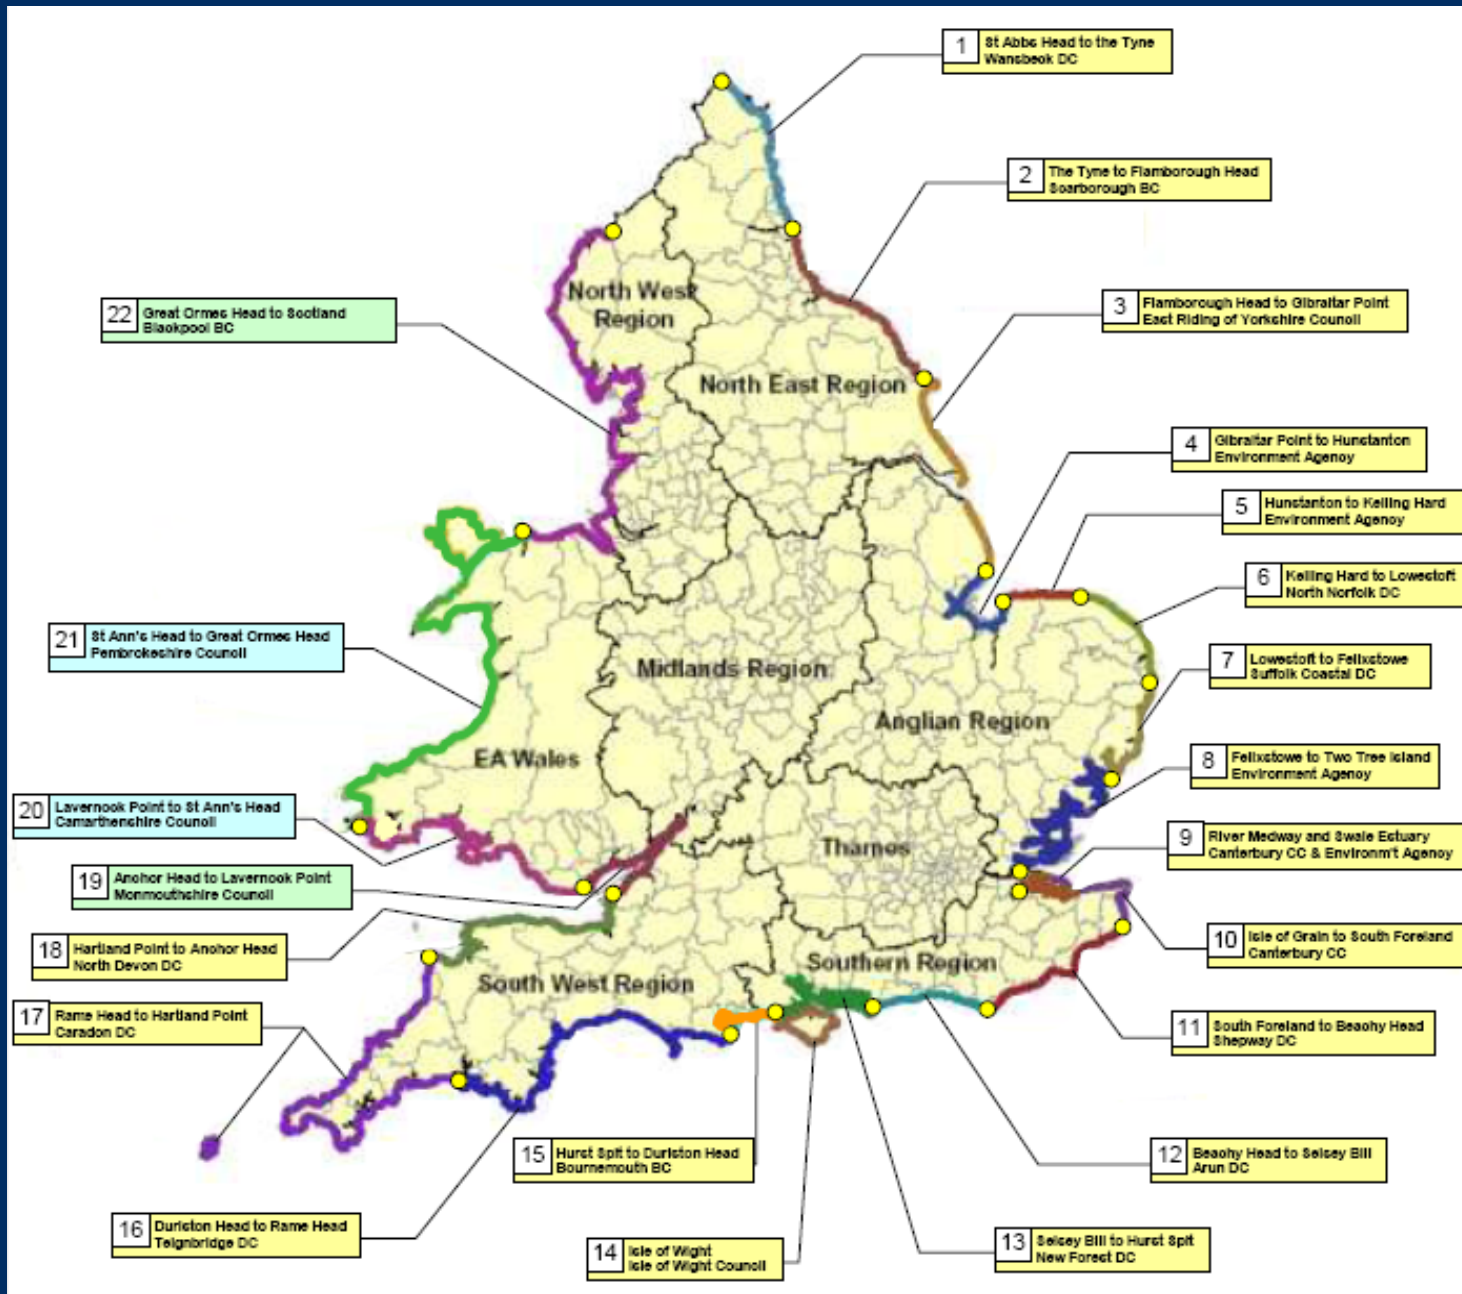 1 St Abbs Head to the Tyne
Wansbeck DC
2 The Tyne to Flamborough Head
Scarborough BC
3 Flamborough Head to Gibraltar Point
East Riding of Yorkshire Council
4 Gibraltar Point to Hunstanton
Environment Agency
5 Hunstanton to Kelling Hard
Environment Agency
6 Kelling Hard to Lowestoft
North Norfolk DC
7 Lowestoft to Felixstowe
Suffolk Coastal DC
8 Felixstowe to Two Tree Island
Environment Agency
9 River Medway and Swale Estuary
Canterbury CC & Environm't Agency
10 Isle of Grain to South Foreland
Canterbury CC
11 South Foreland to Beachy Head
Shepway DC
12 Beachy Head to Selsey Bill
Arun DC
13 Selsey Bill to Hurst Spit
New Forest DC
14 Isle of Wight
Isle of Wight Council
15 Hurst Spit to Durlston Head
Bournemouth BC
16 Durlston Head to Rame Head
Teignbridge DC
17 Rame Head to Hartland Point
Caradon DC
18 Hartland Point to Anchor Head
North Devon DC
19 Anchor Head to Lavernock Point
Monmouthshire Council
20 Lavernock Point to St Ann's Head
Camarthenshire Council
21 St Ann's Head to Great Ormes Head
Pembrokeshire Council
22 Great Ormes Head to Scotland
Blackpool BC
North West
Region
North East Region
Midlands Region
Anglian Region
EA Wales
Thames
Southern Region
South West Region